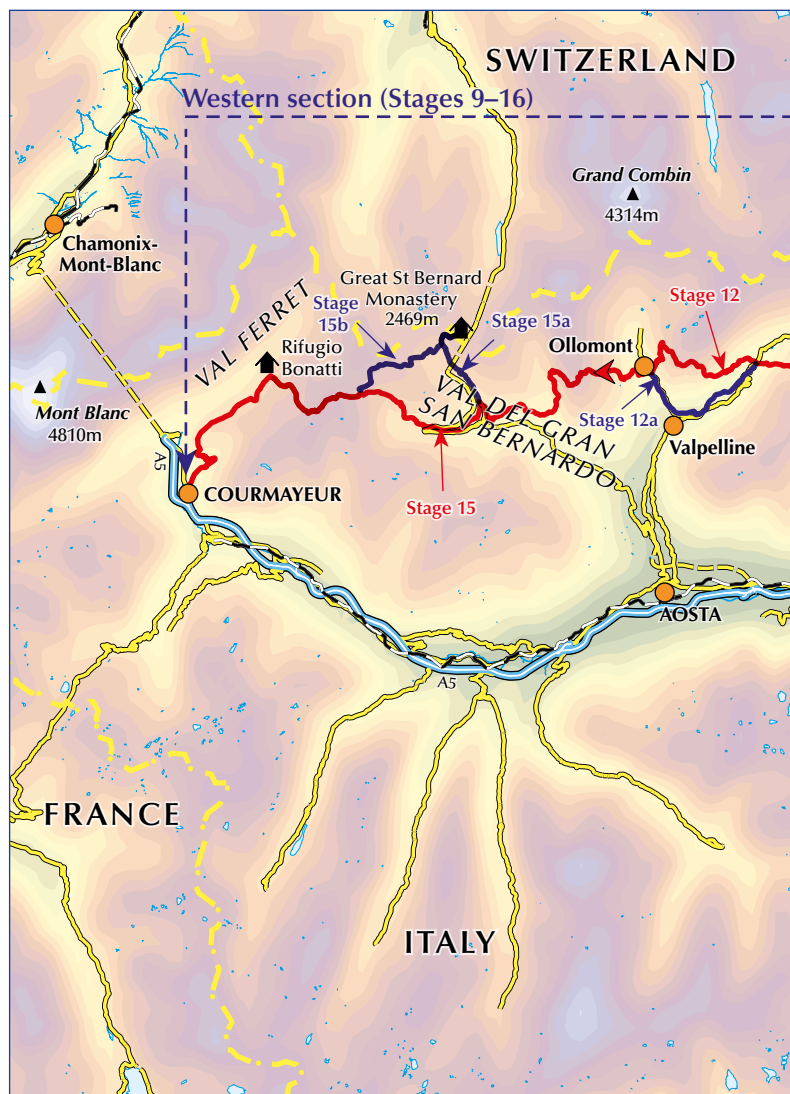 SWITZERLAND
Western section (Stages 9–16)
Grand Combin
4314m
Chamonix-
Mont-Blanc
Great St Bernard
Monastery
2469m
Stage
15b
Stage 15a
Stage 12
VAL FERRET
Rifugio
Bonatti
Ollomont
Mont Blanc
4810m
VAL DEL GRAN
SAN BERNARDO
Stage 12a
Valpelline
A5
COURMAYEUR
Stage 15
AOSTA
A5
FRANCE
ITALY